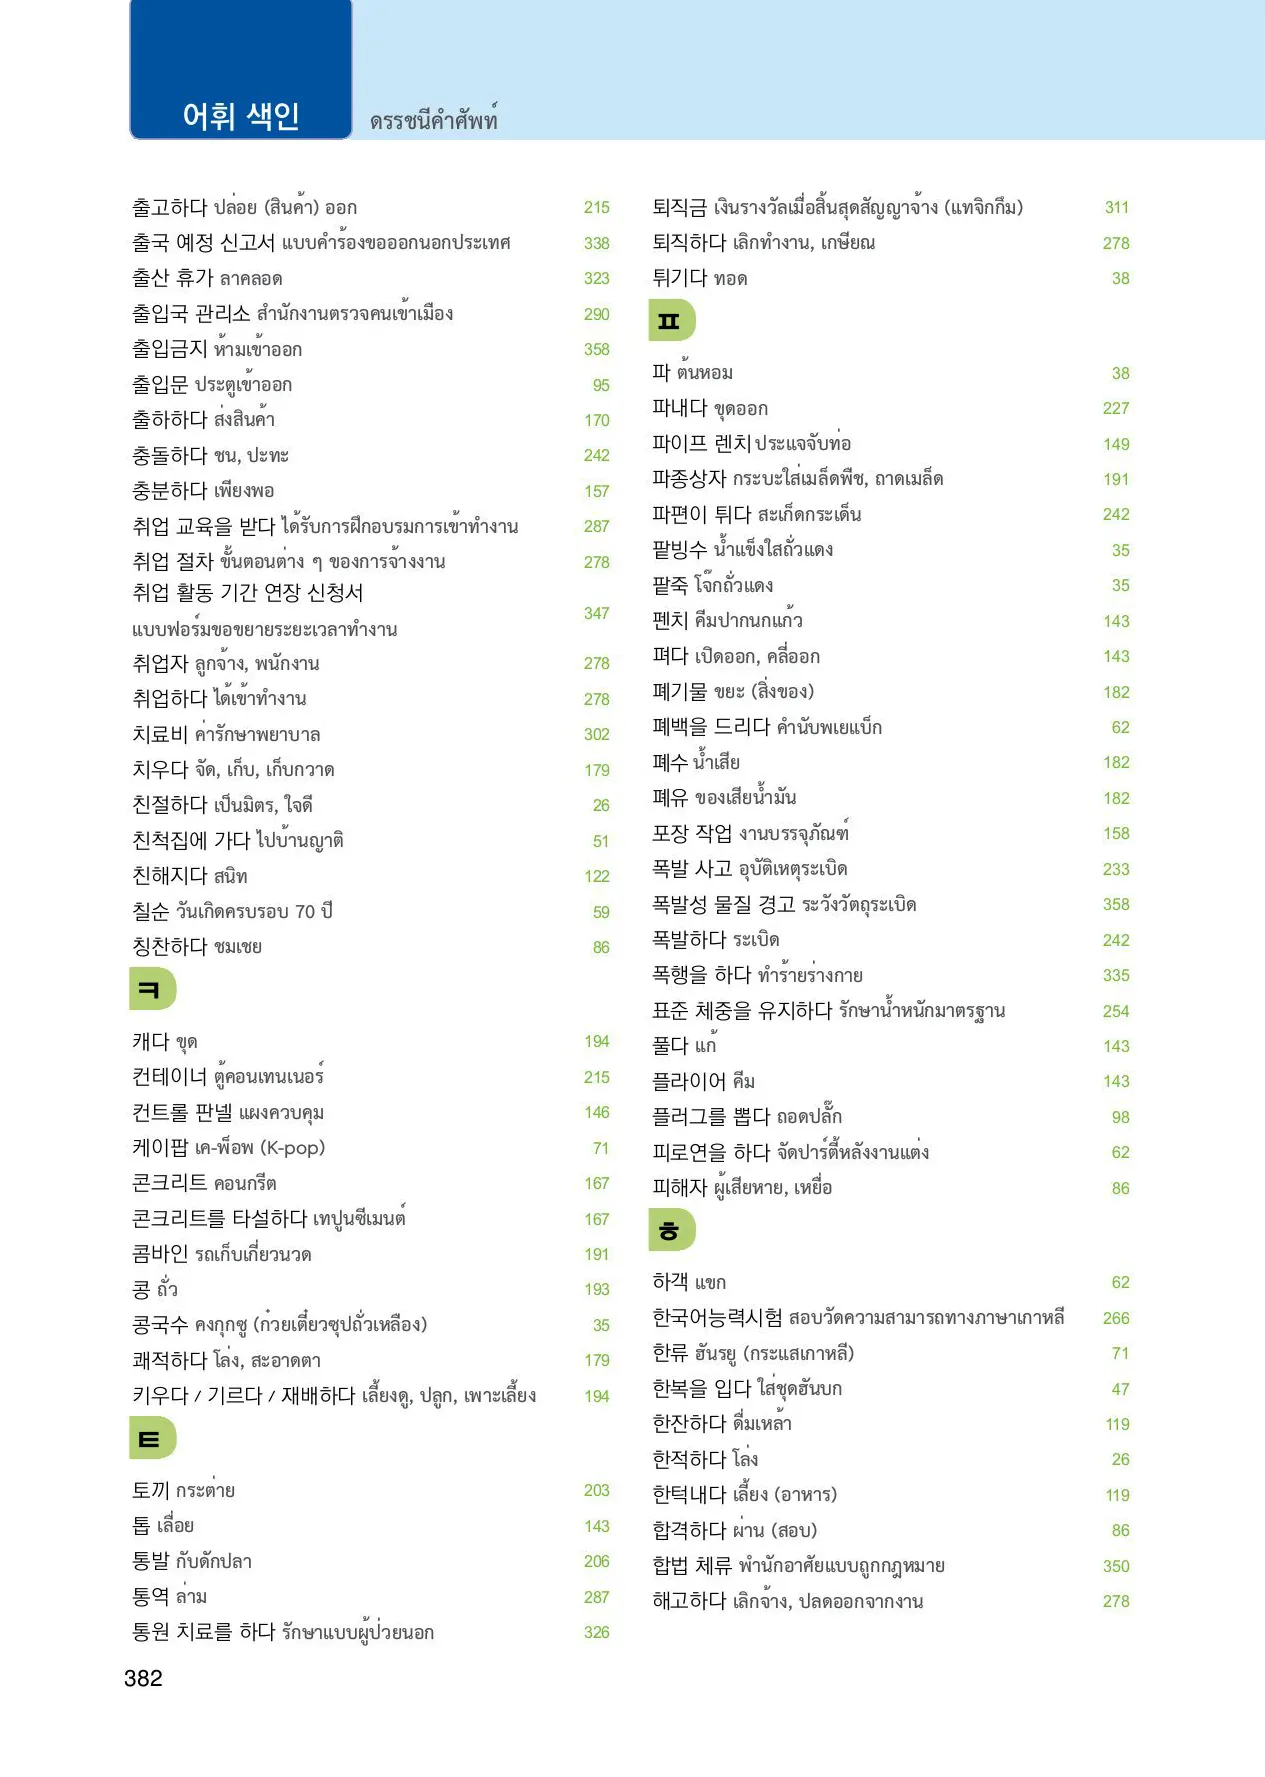 어휘 색인
ดรรชนีคำศัพท์
출고하다 ปล่อย (สินค้า) ออก 215
출국 예정 신고서 แบบคำร้องขอออกนอกประเทศ 338
출산 휴가 ลาคลอด 323
출입국 관리소 สำนักงานตรวจคนเข้าเมือง 290
출입금지 ห้ามเข้าออก 358
출입문 ประตูเข้าออก 95
출하하다 ส่งสินค้า 170
충돌하다 ชน, ปะทะ 242
충분하다 เพียงพอ 157
취업 교육을 받다 ได้รับการฝึกอบรมการเข้าทำงาน 287
취업 절차 ขั้นตอนต่าง ๆ ของการจ้างงาน 278
취업 활동 기간 연장 신청서
แบบฟอร์มขอขยายระยะเวลาทำงาน 347
취업자 ลูกจ้าง, พนักงาน 278
취업하다 ได้เข้าทำงาน 278
치료비 ค่ารักษาพยาบาล 302
치우다 จัด, เก็บ, เก็บกวาด 179
친절하다 เป็นมิตร, ใจดี 26
친척집에 가다 ไปบ้านญาติ 51
친해지다 สนิท 122
칠순 วันเกิดครบรอบ 70 ปี 59
칭찬하다 ชมเชย 86
ㅋ
캐다 ขุด 194
컨테이너 ตู้คอนเทนเนอร์ 215
컨트롤 판넬 แผงควบคุม 146
케이팝 เค-พ็อพ (K-pop) 71
콘크리트 คอนกรีต 167
콘크리트를 타설하다 เทปูนซีเมนต์ 167
콤바인 รถเก็บเกี่ยวนวด 191
콩 ถั่ว 193
콩국수 คงกุกซู (ก๋วยเตี๋ยวซุปถั่วเหลือง) 35
쾌적하다 โล่ง, สะอาดตา 179
키우다 / 기르다 / 재배하다 เลี้ยงดู, ปลูก, เพาะเลี้ยง 194
ㅌ
토끼 กระต่าย 203
톱 เลื่อย 143
통발 กับดักปลา 206
통역 ล่าม 287
통원 치료를 하다 รักษาแบบผู้ป่วยนอก 326
퇴직금 เงินรางวัลเมื่อสิ้นสุดสัญญาจ้าง (แทจิกกึม) 311
퇴직하다 เลิกทำงาน, เกษียณ 278
튀기다 ทอด 38
ㅍ
파 ต้นหอม 38
파내다 ขุดออก 227
파이프 렌치 ประแจจับท่อ 149
파종상자 กระบะใส่เมล็ดพืช, ถาดเมล็ด 191
파편이 튀다 สะเก็ดกระเด็น 242
팥빙수 น้ำแข็งใสถั่วแดง 35
팥죽 โจ๊กถั่วแดง 35
펜치 คีมปากนกแก้ว 143
펴다 เปิดออก, คลี่ออก 143
폐기물 ขยะ (สิ่งของ) 182
폐백을 드리다 คำนับพเยแบ็ก 62
폐수 น้ำเสีย 182
폐유 ของเสียน้ำมัน 182
포장 작업 งานบรรจุภัณฑ์ 158
폭발 사고 อุบัติเหตุระเบิด 233
폭발성 물질 경고 ระวังวัตถุระเบิด 358
폭발하다 ระเบิด 242
폭행을 하다 ทำร้ายร่างกาย 335
표준 체중을 유지하다 รักษาน้ำหนักมาตรฐาน 254
풀다 แก้ 143
플라이어 คีม 143
플러그를 뽑다 ถอดปลั๊ก 98
피로연을 하다 จัดปาร์ตี้หลังงานแต่ง 62
피해자 ผู้เสียหาย, เหยื่อ 86
ㅎ
하객 แขก 62
한국어능력시험 สอบวัดความสามารถทางภาษาเกาหลี 266
한류 ฮันรยู (กระแสเกาหลี) 71
한복을 입다 ใส่ชุดฮันบก 47
한잔하다 ดื่มเหล้า 119
한적하다 โล่ง 26
한턱내다 เลี้ยง (อาหาร) 119
합격하다 ผ่าน (สอบ) 86
합법 체류 พำนักอาศัยแบบถูกกฎหมาย 350
해고하다 เลิกจ้าง, ปลดออกจากงาน 278
382